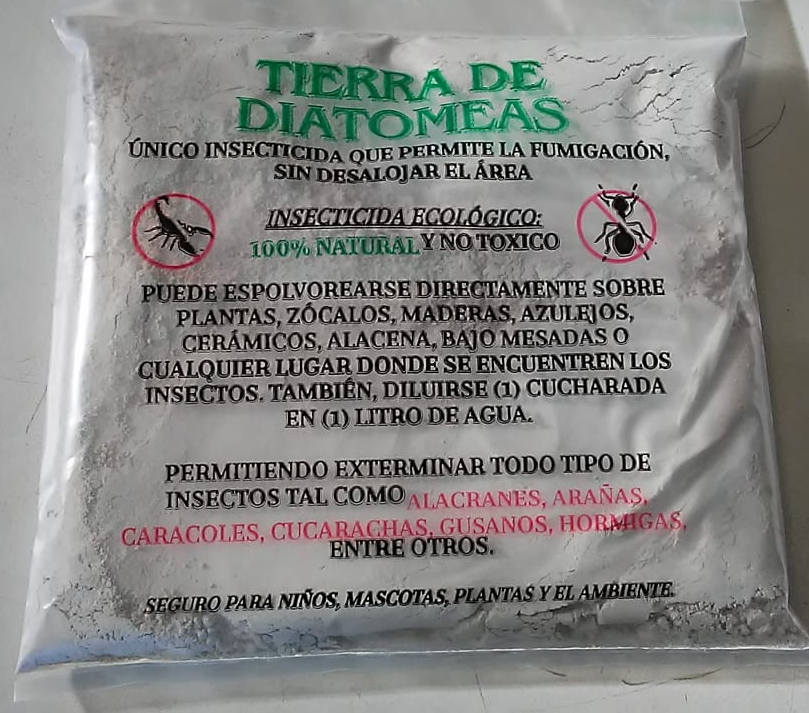 TIERRA DE
DIATOMEAS
ÚNICO INSECTICIDA QUE PERMITE LA FUMIGACIÓN,
SIN DESALOJAR EL ÁREA
INSECTICIDA ECOLÓGICO:
100% NATURAL Y NO TOXICO
PUEDE ESPOLVOREARSE DIRECTAMENTE SOBRE
PLANTAS, ZÓCALOS, MADERAS, AZULEJOS,
CERÁMICOS, ALACENA, BAJO MESADAS O
CUALQUIER LUGAR DONDE SE ENCUENTREN LOS
INSECTOS. TAMBIÉN, DILUIRSE (1) CUCHARADA
EN (1) LITRO DE AGUA.
PERMITIENDO EXTERMINAR TODO TIPO DE
INSECTOS TAL COMO ALACRANES, ARAÑAS,
CARACOLES, CUCARACHAS, GUSANOS, HORMIGAS,
ENTRE OTROS.
SEGURO PARA NIÑOS, MASCOTAS, PLANTAS Y EL AMBIENTE.